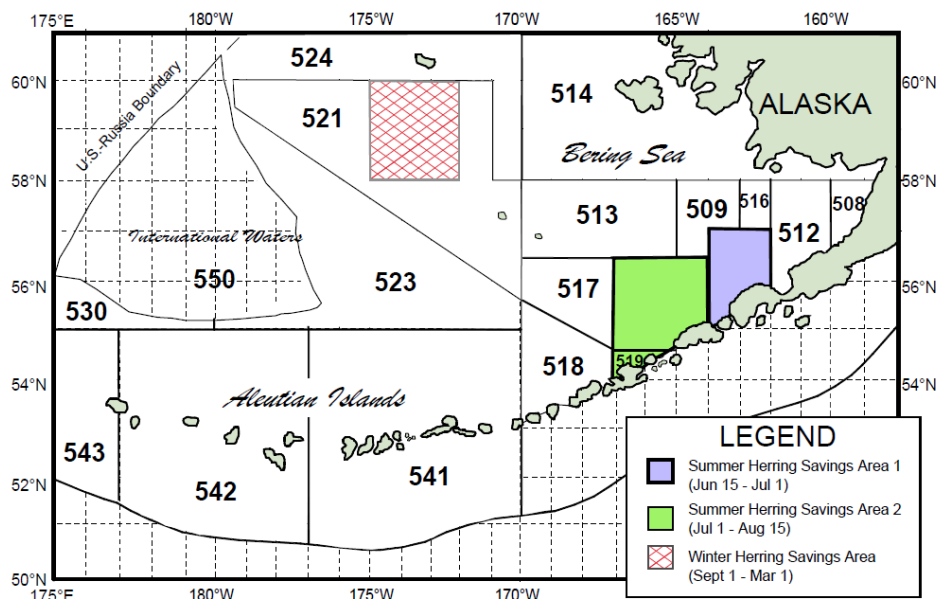 175°E 180°W 175°W 170°W 165°W 160°W
60°N
58°N
56°N
54°N
52°N
50°N
60°N
58°N
56°N
54°N
175°E 180°W 175°W 170°W
U.S.-Russia Boundary
524
521
514
ALASKA
Bering Sea
513
509
516
508
512
International Waters
550
523
517
530
518
519
Aleutian Islands
543
542
541
LEGEND
Summer Herring Savings Area 1
(Jun 15 - Jul 1)
Summer Herring Savings Area 2
(Jul 1 - Aug 15)
Winter Herring Savings Area
(Sept 1 - Mar 1)